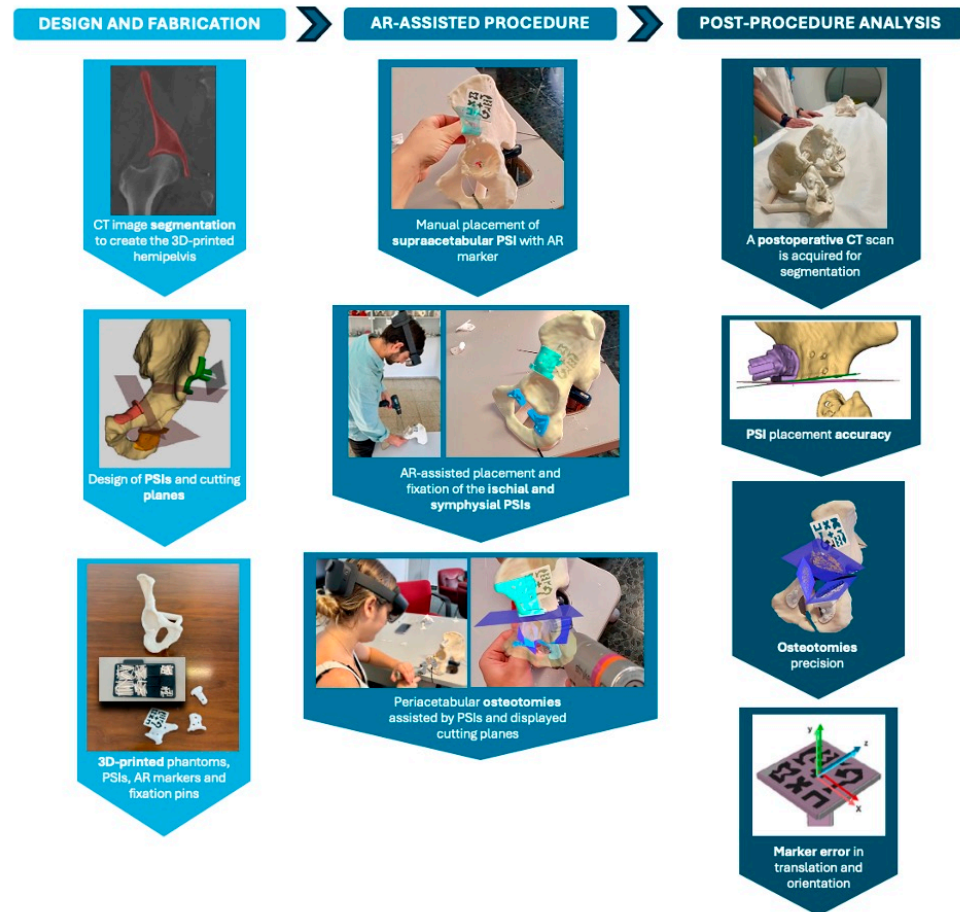 DESIGN AND FABRICATION
AR-ASSISTED PROCEDURE
POST-PROCEDURE ANALYSIS
CT image segmentation
to create the 3D-printed
hemipelvis
Design of PSIs and cutting
planes
3D-printed phantoms,
PSIs, AR markers and
fixation pins
Manual placement of
supraacetabular PSI with AR
marker
AR-assisted placement and
fixation of the ischial and
symphysial PSIs
Periacetabular osteotomies
assisted by PSIs and displayed
cutting planes
A postoperative CT scan
is acquired for
segmentation
PSI placement accuracy
Osteotomies
precision
y
z
x
Marker error in
translation and
orientation